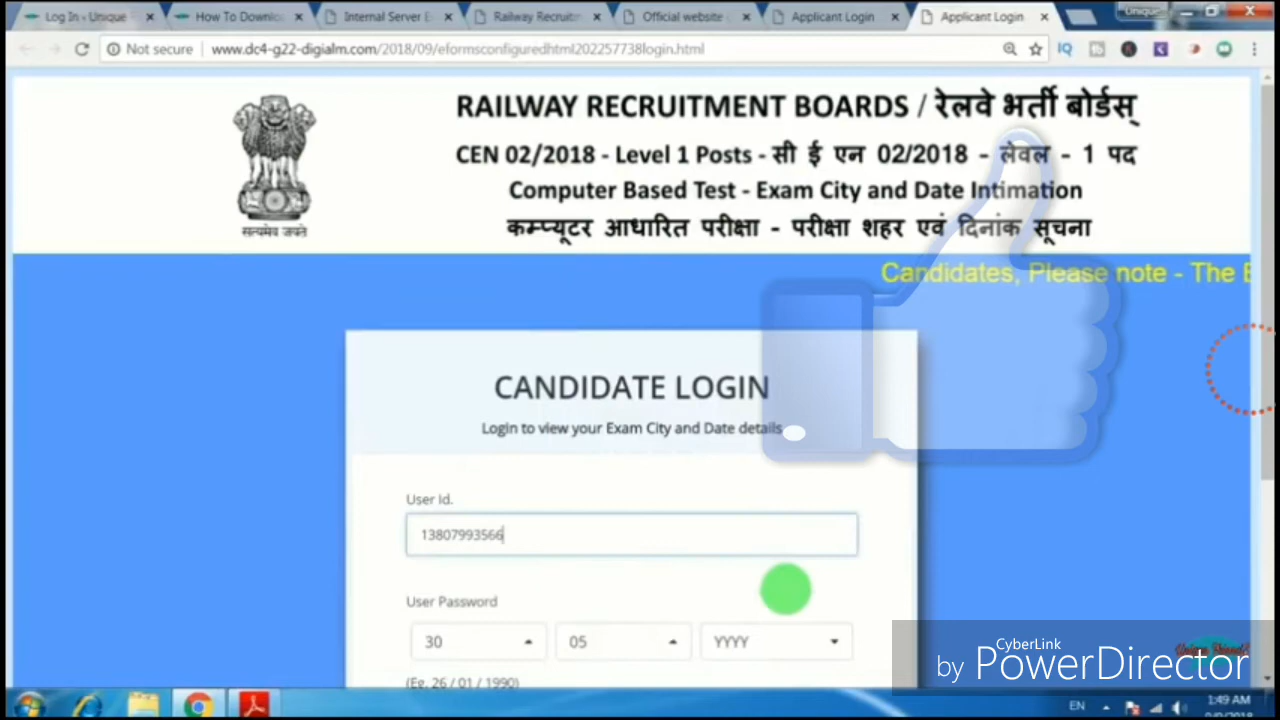 Log In ‹ Unique
How To Downlo
Internal Server E
Railway Recruitm
Official website
Applicant Login
Applicant Login
Unique
Not secure
www.dc4-g22-digialm.com/2018/09/eformsconfiguredhtml202257738login.html
IQ
RAILWAY RECRUITMENT BOARDS / रेलवे भर्ती बोर्डस्
CEN 02/2018 - Level 1 Posts - सी ई एन 02/2018 - लेवल - 1 पद
Computer Based Test - Exam City and Date Intimation
कम्प्यूटर आधारित परीक्षा - परीक्षा शहर एवं दिनांक सूचना
सत्यमेव जयते
Candidates, Please note - The E
CANDIDATE LOGIN
Login to view your Exam City and Date details
User Id.
13807993566
User Password
30
05
YYYY
(Eg. 26 / 01 / 1990)
CyberLink
by PowerDirector
EN
1:49 AM